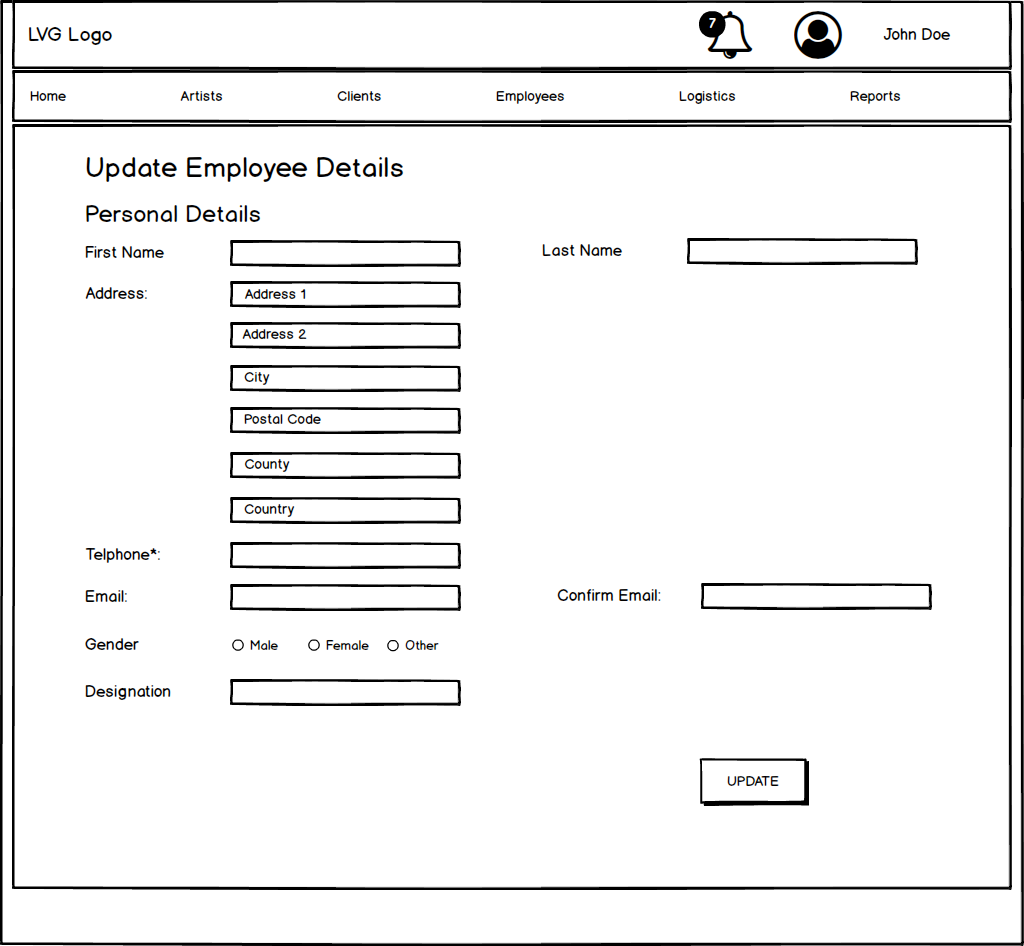 LVG Logo
7
John Doe
Home Artists Clients Employees Logistics Reports
Update Employee Details
Personal Details
First Name
Last Name
Address:
Address 1
Address 2
City
Postal Code
County
Country
Telphone*:
Email:
Confirm Email:
Gender
Male Female Other
Designation
UPDATE